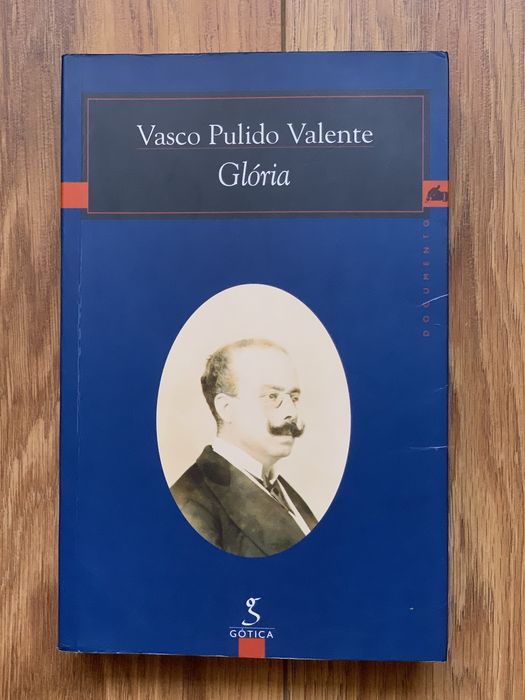 Vasco Pulido Valente
Glória
DOCUMENTO
g
GÓTICA